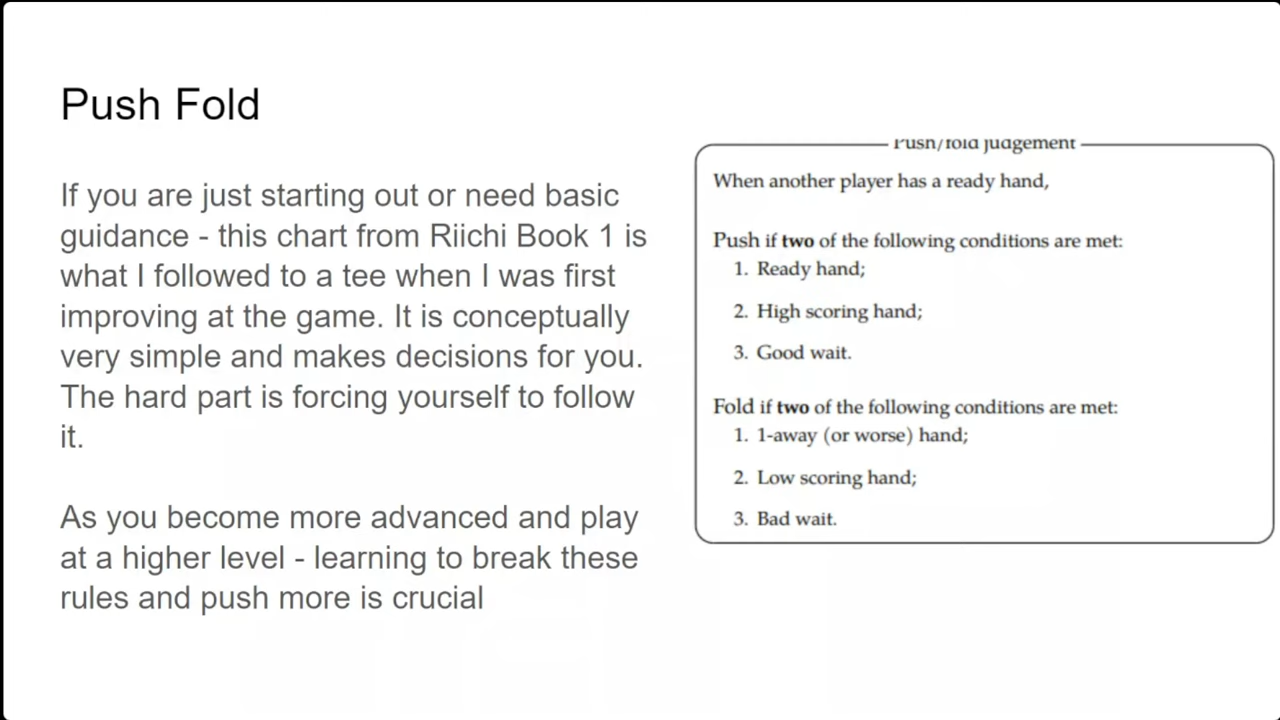 Push Fold
If you are just starting out or need basic
guidance - this chart from Riichi Book 1 is
what I followed to a tee when I was first
improving at the game. It is conceptually
very simple and makes decisions for you.
The hard part is forcing yourself to follow
it.
As you become more advanced and play
at a higher level - learning to break these
rules and push more is crucial
Push/fold judgement
When another player has a ready hand,
Push if two of the following conditions are met:
1. Ready hand;
2. High scoring hand;
3. Good wait.
Fold if two of the following conditions are met:
1. 1-away (or worse) hand;
2. Low scoring hand;
3. Bad wait.